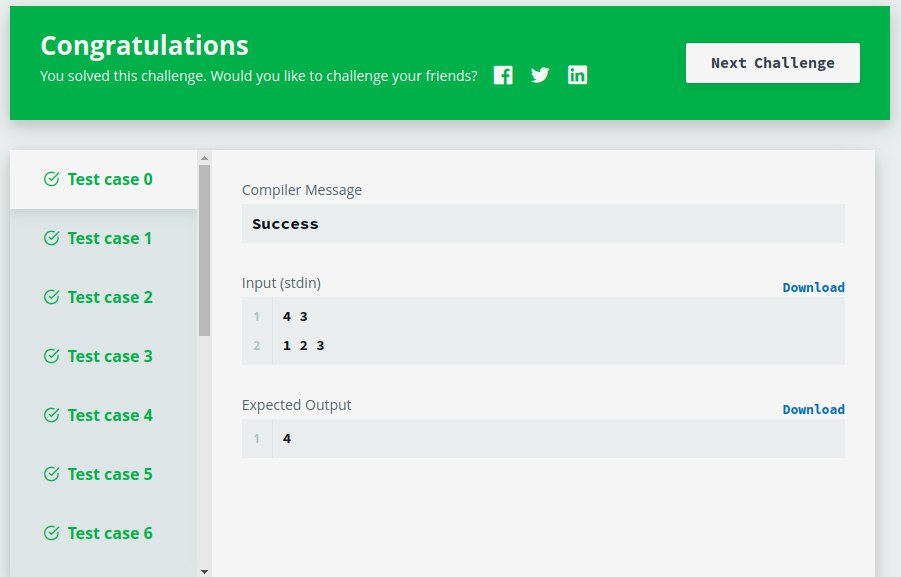 Congratulations
You solved this challenge. Would you like to challenge your friends?
Next Challenge
Test case 0
Test case 1
Test case 2
Test case 3
Test case 4
Test case 5
Test case 6
Compiler Message
Success
Input (stdin)
Download
1 4 3
2 1 2 3
Expected Output
Download
1 4